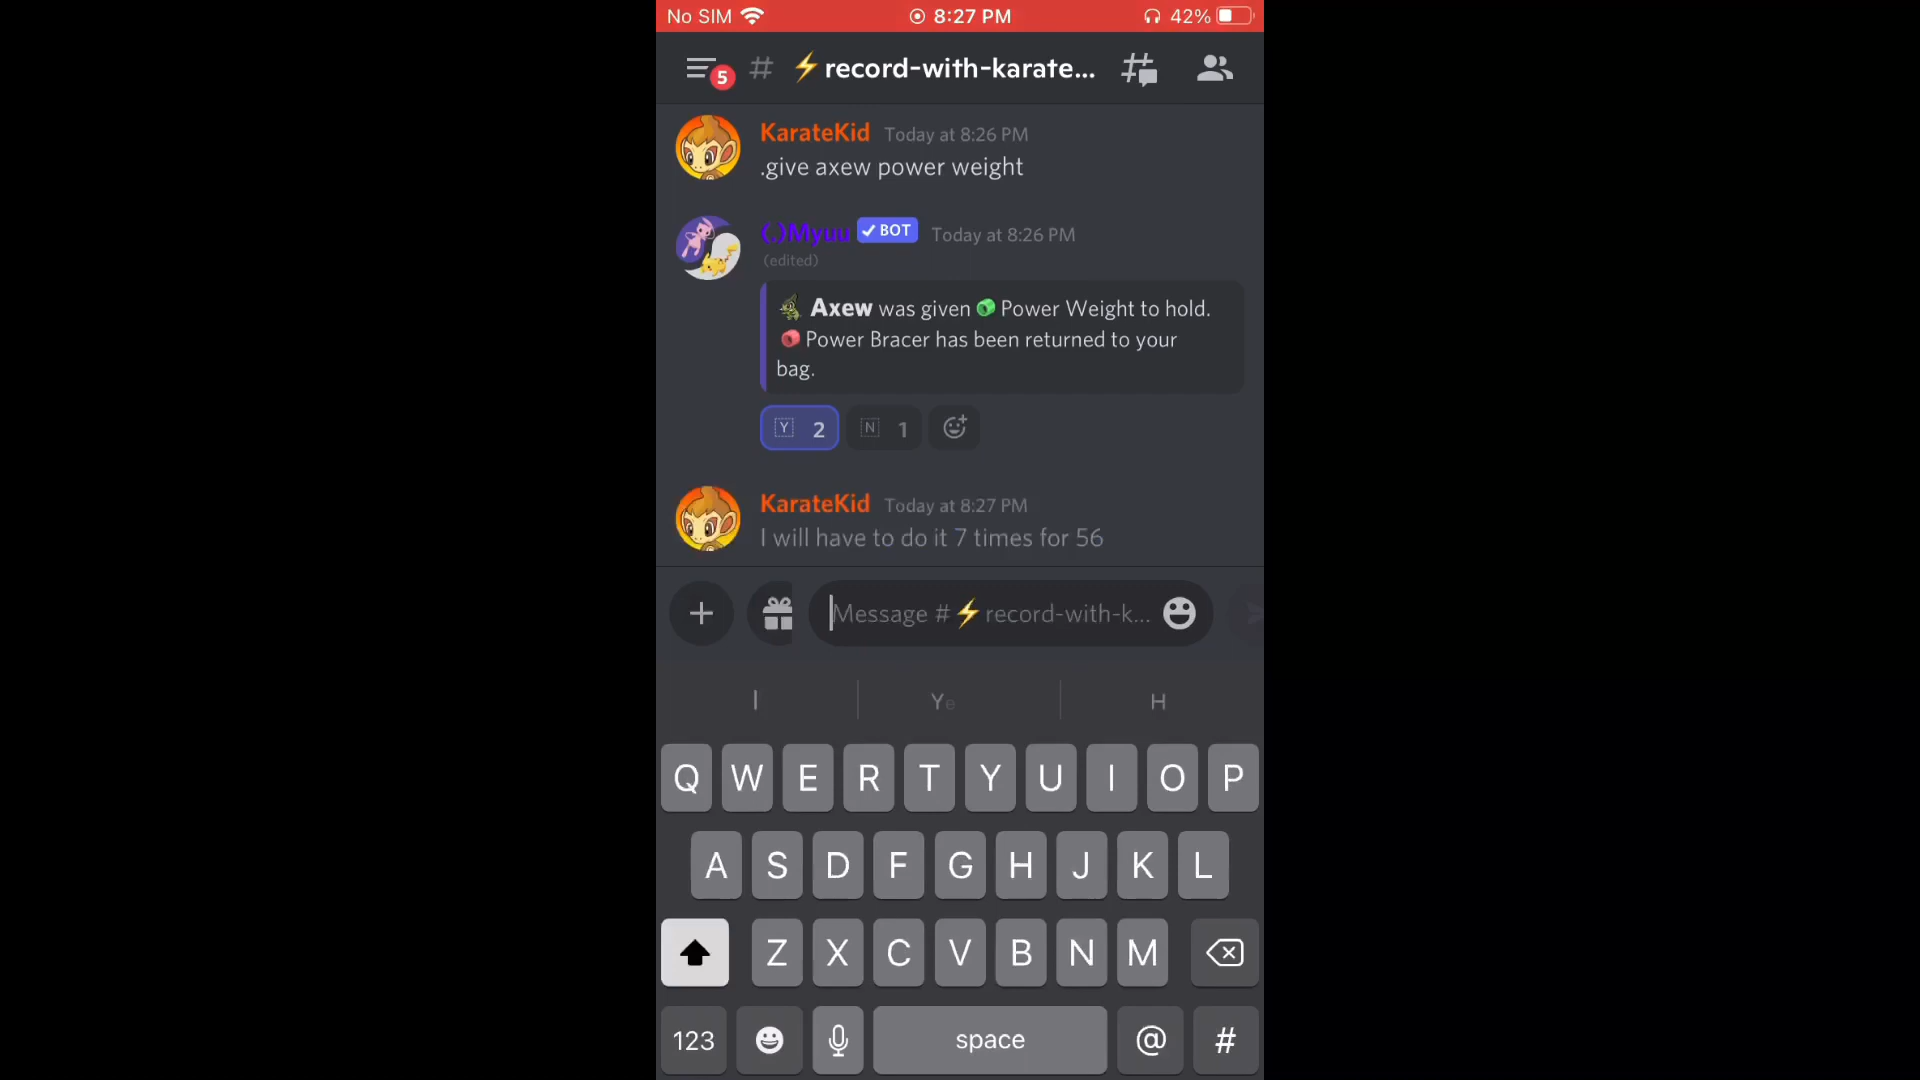 No SIM 8:27 PM 42%
5 # ⚡record-with-karate...
KarateKid Today at 8:26 PM
.give axew power weight
(.)Myuu ✓ BOT Today at 8:26 PM
(edited)
Axew was given Power Weight to hold.
Power Bracer has been returned to your
bag.
Y 2 N 1
KarateKid Today at 8:27 PM
I will have to do it 7 times for 56
Message #⚡record-with-k...
I Ye H
Q W E R T Y U I O P
A S D F G H J K L
Z X C V B N M
123 space @ #